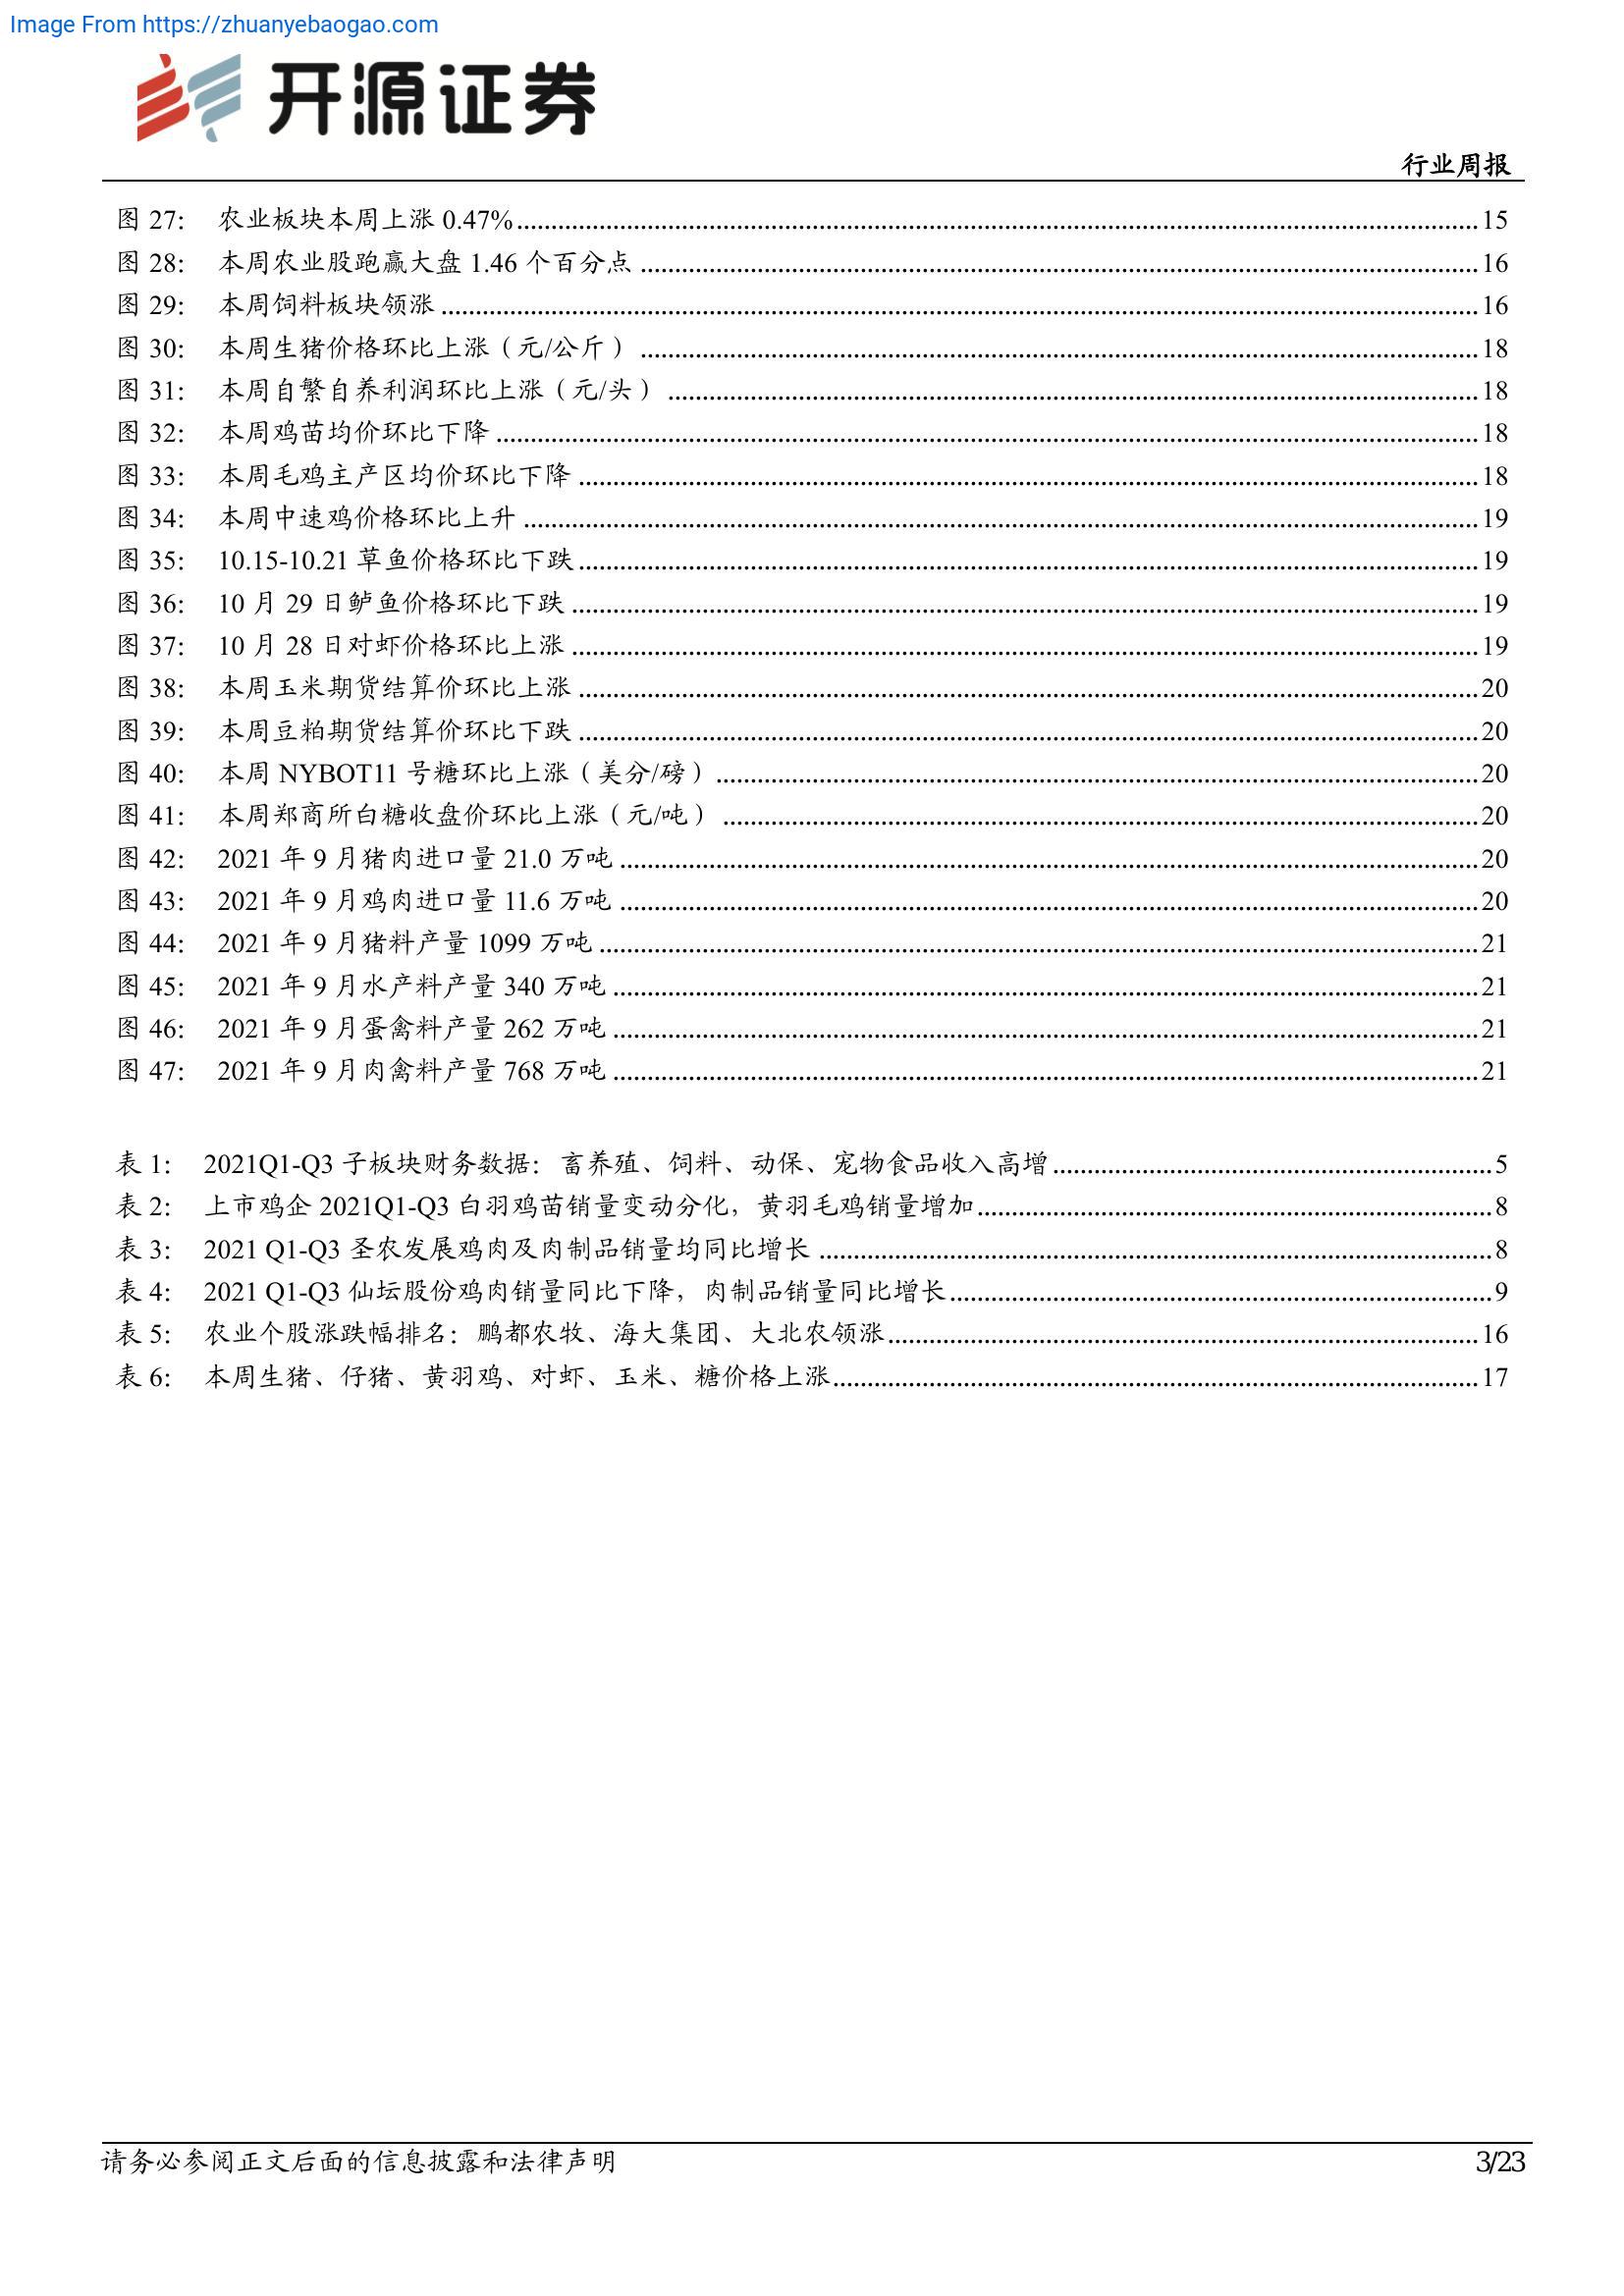 Image From https://zhuanyebaogao.com
开源证券
行业周报
图 27: 农业板块本周上涨 0.47%........15
图 28: 本周农业股跑赢大盘 1.46 个百分点........16
图 29: 本周饲料板块领涨........16
图 30: 本周生猪价格环比上涨（元/公斤）........18
图 31: 本周自繁自养利润环比上涨（元/头）........18
图 32: 本周鸡苗均价环比下降........18
图 33: 本周毛鸡主产区均价环比下降........18
图 34: 本周中速鸡价格环比上升........19
图 35: 10.15-10.21 草鱼价格环比下跌........19
图 36: 10 月 29 日鲈鱼价格环比下跌........19
图 37: 10 月 28 日对虾价格环比上涨........19
图 38: 本周玉米期货结算价环比上涨........20
图 39: 本周豆粕期货结算价环比下跌........20
图 40: 本周 NYBOT11 号糖环比上涨（美分/磅）........20
图 41: 本周郑商所白糖收盘价环比上涨（元/吨）........20
图 42: 2021 年 9 月猪肉进口量 21.0 万吨........20
图 43: 2021 年 9 月鸡肉进口量 11.6 万吨........20
图 44: 2021 年 9 月猪料产量 1099 万吨........21
图 45: 2021 年 9 月水产料产量 340 万吨........21
图 46: 2021 年 9 月蛋禽料产量 262 万吨........21
图 47: 2021 年 9 月肉禽料产量 768 万吨........21
表 1: 2021Q1-Q3 子板块财务数据：畜养殖、饲料、动保、宠物食品收入高增........5
表 2: 上市鸡企 2021Q1-Q3 白羽鸡苗销量变动分化，黄羽毛鸡销量增加........8
表 3: 2021 Q1-Q3 圣农发展鸡肉及肉制品销量均同比增长........8
表 4: 2021 Q1-Q3 仙坛股份鸡肉销量同比下降，肉制品销量同比增长........9
表 5: 农业个股涨跌幅排名：鹏都农牧、海大集团、大北农领涨........16
表 6: 本周生猪、仔猪、黄羽鸡、对虾、玉米、糖价格上涨........17
请务必参阅正文后面的信息披露和法律声明
3/23